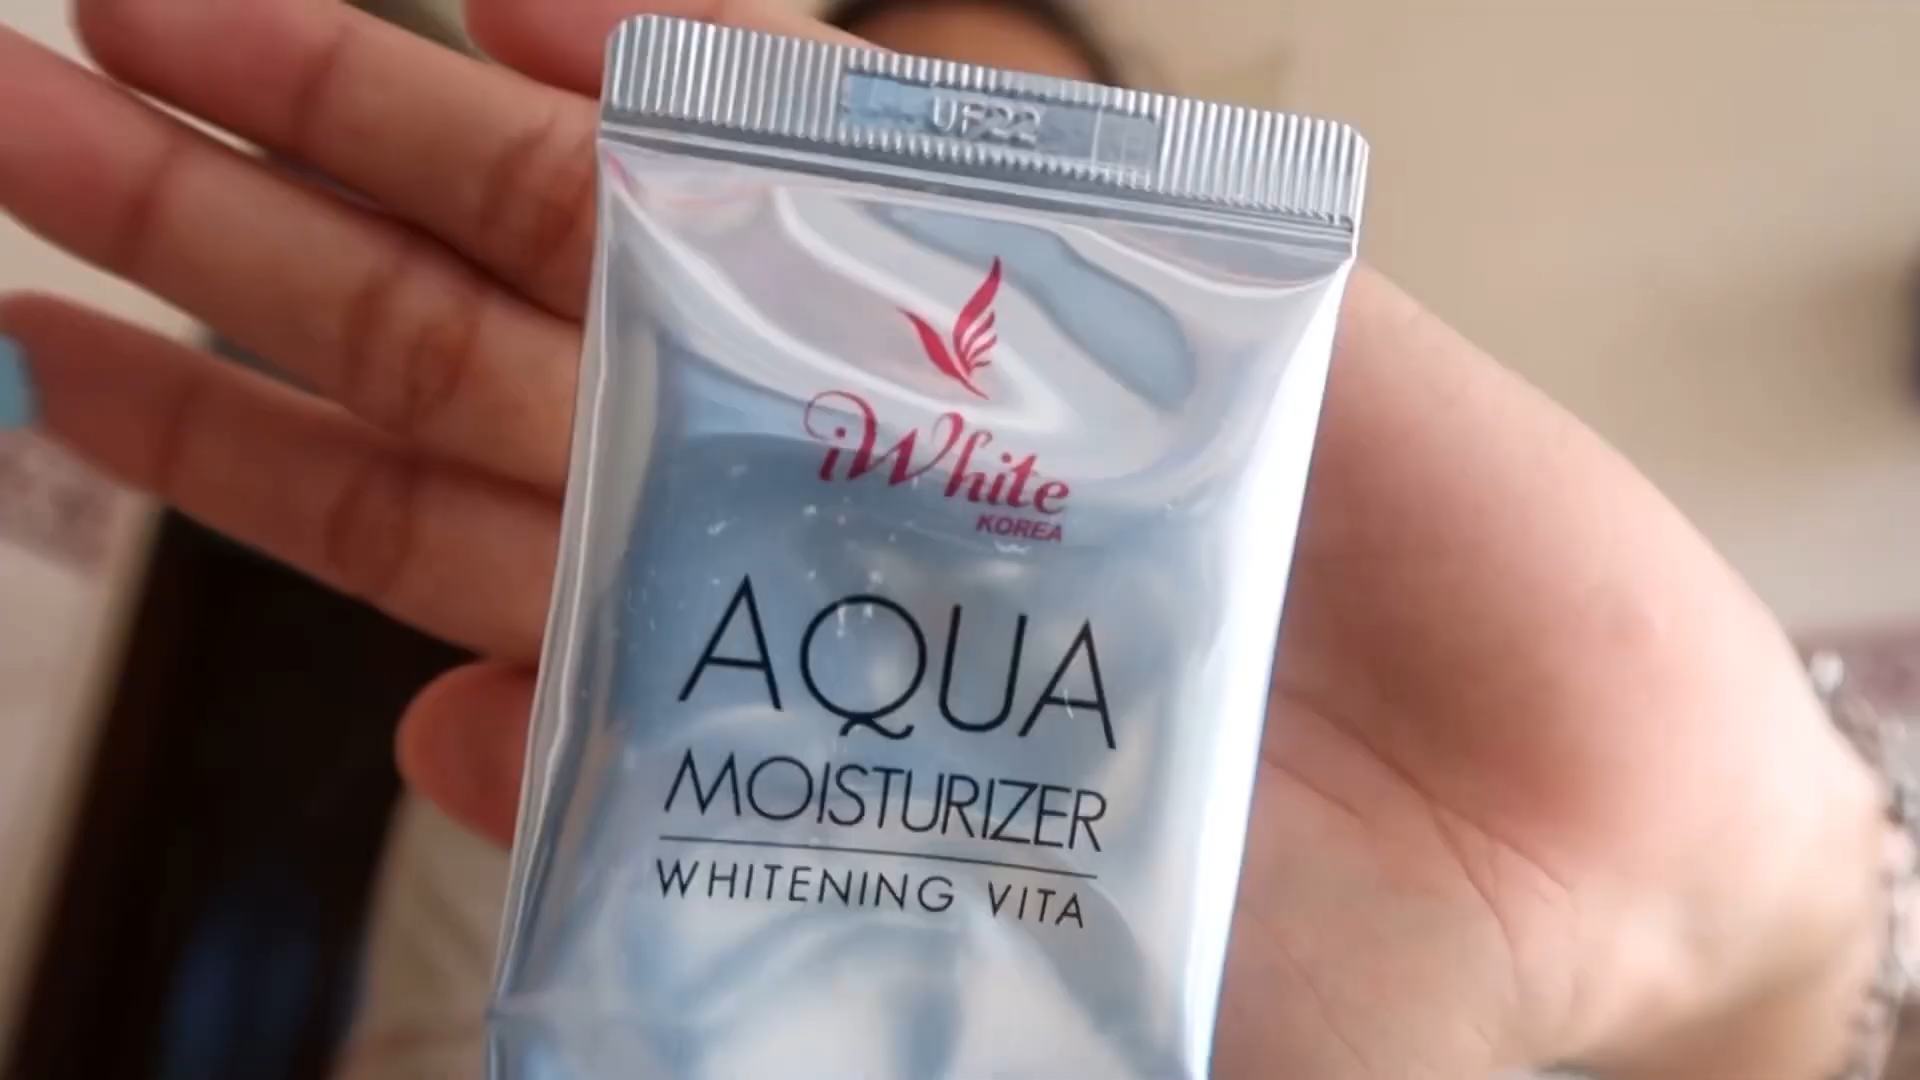 UF22
iWhite
KOREA
AQUA
MOISTURIZER
WHITENING VITA